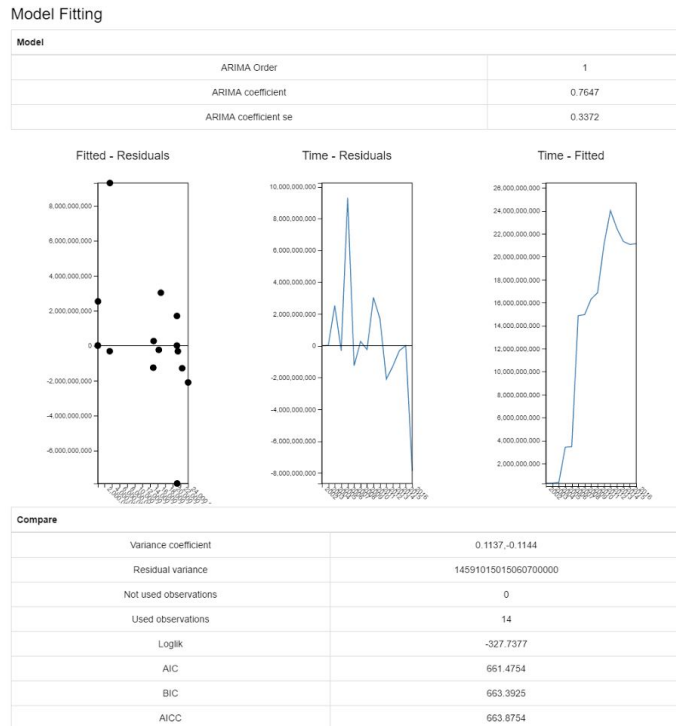 Model Fitting
Model
ARIMA Order 1
ARIMA coefficient 0.7647
ARIMA coefficient se 0.3372
Fitted - Residuals
8,000,000,000
6,000,000,000
4,000,000,000
2,000,000,000
0
-2,000,000,000
-4,000,000,000
-6,000,000,000
Time - Residuals
10,000,000,000
8,000,000,000
6,000,000,000
4,000,000,000
2,000,000,000
0
-2,000,000,000
-4,000,000,000
-6,000,000,000
-8,000,000,000
2016
Time - Fitted
26,000,000,000
24,000,000,000
22,000,000,000
20,000,000,000
18,000,000,000
16,000,000,000
14,000,000,000
12,000,000,000
10,000,000,000
8,000,000,000
6,000,000,000
4,000,000,000
2,000,000,000
2016
Compare
Variance coefficient 0.1137,-0.1144
Residual variance 14591015015060700000
Not used observations 0
Used observations 14
Loglik -327.7377
AIC 661.4754
BIC 663.3925
AICC 663.8754